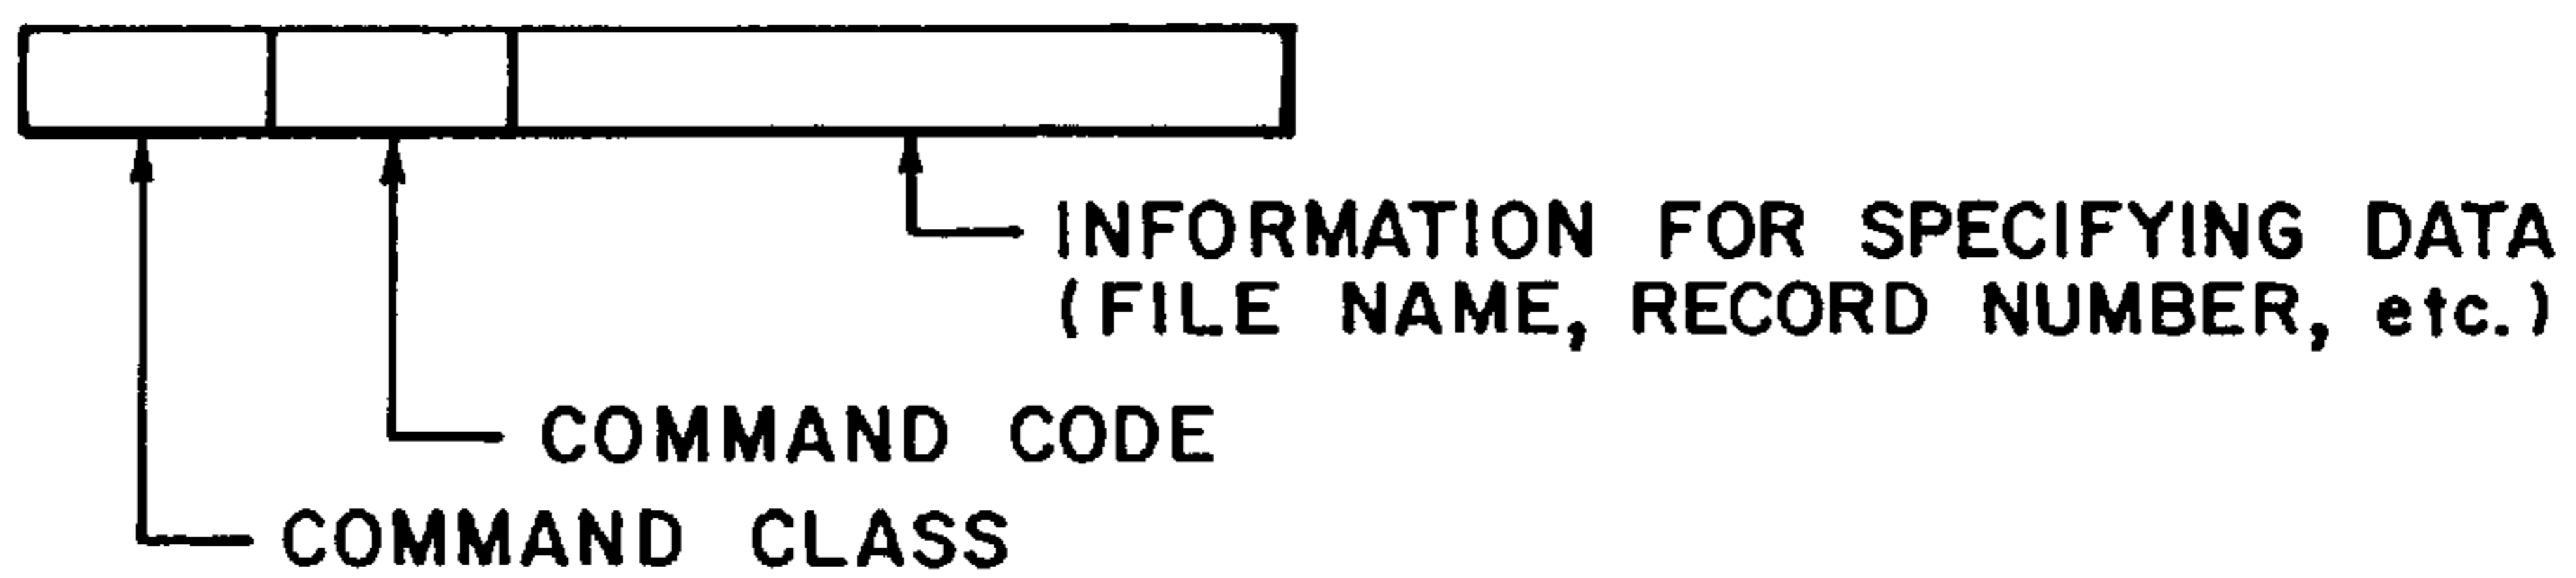 INFORMATION FOR SPECIFYING DATA
(FILE NAME, RECORD NUMBER, etc.)
COMMAND CODE
COMMAND CLASS